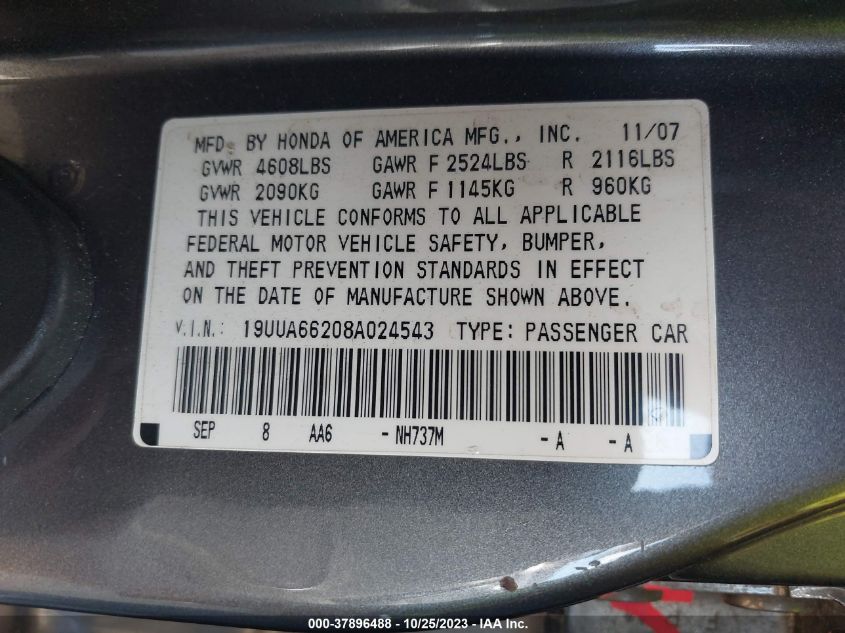 MFD. BY HONDA OF AMERICA MFG., INC. 11/07
GVWR 4608LBS GAWR F 2524LBS R 2116LBS
GVWR 2090KG GAWR F 1145KG R 960KG
THIS VEHICLE CONFORMS TO ALL APPLICABLE
FEDERAL MOTOR VEHICLE SAFETY, BUMPER,
AND THEFT PREVENTION STANDARDS IN EFFECT
ON THE DATE OF MANUFACTURE SHOWN ABOVE.
V.I.N.: 19UUA66208A024543 TYPE: PASSENGER CAR
SEP 8 AA6 -NH737M -A -A
000-37896488 - 10/25/2023 - IAA Inc.